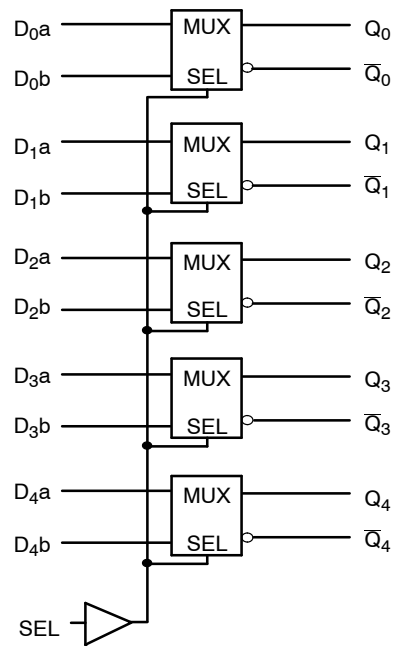 D₀a MUX Q₀
D₀b SEL Q̅₀
D₁a MUX Q₁
D₁b SEL Q̅₁
D₂a MUX Q₂
D₂b SEL Q̅₂
D₃a MUX Q₃
D₃b SEL Q̅₃
D₄a MUX Q₄
D₄b SEL Q̅₄
SEL